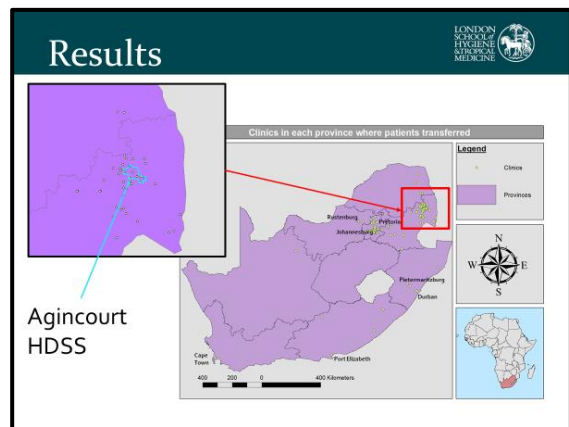 Results
LONDON
SCHOOL of
HYGIENE
& TROPICAL
MEDICINE
Clinics in each province where patients transferred
Legend
Clinics
Provinces
Rustenburg
Pretoria
Johannesburg
N
W
E
S
Pietermaritzburg
Durban
Agincourt
HDSS
Cape
Town
Port Elizabeth
400 200 0 400 Kilometers